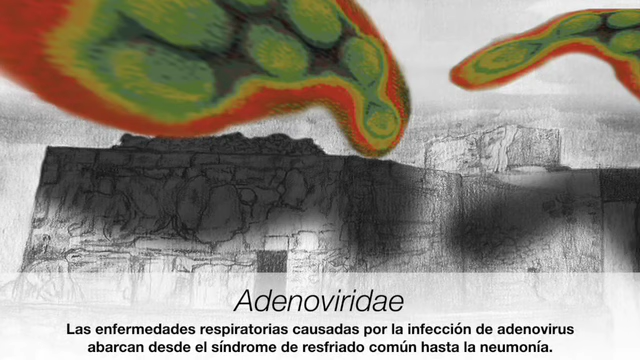 Adenoviridae
Las enfermedades respiratorias causadas por la infección de adenovirus
abarcan desde el síndrome de resfriado común hasta la neumonía.